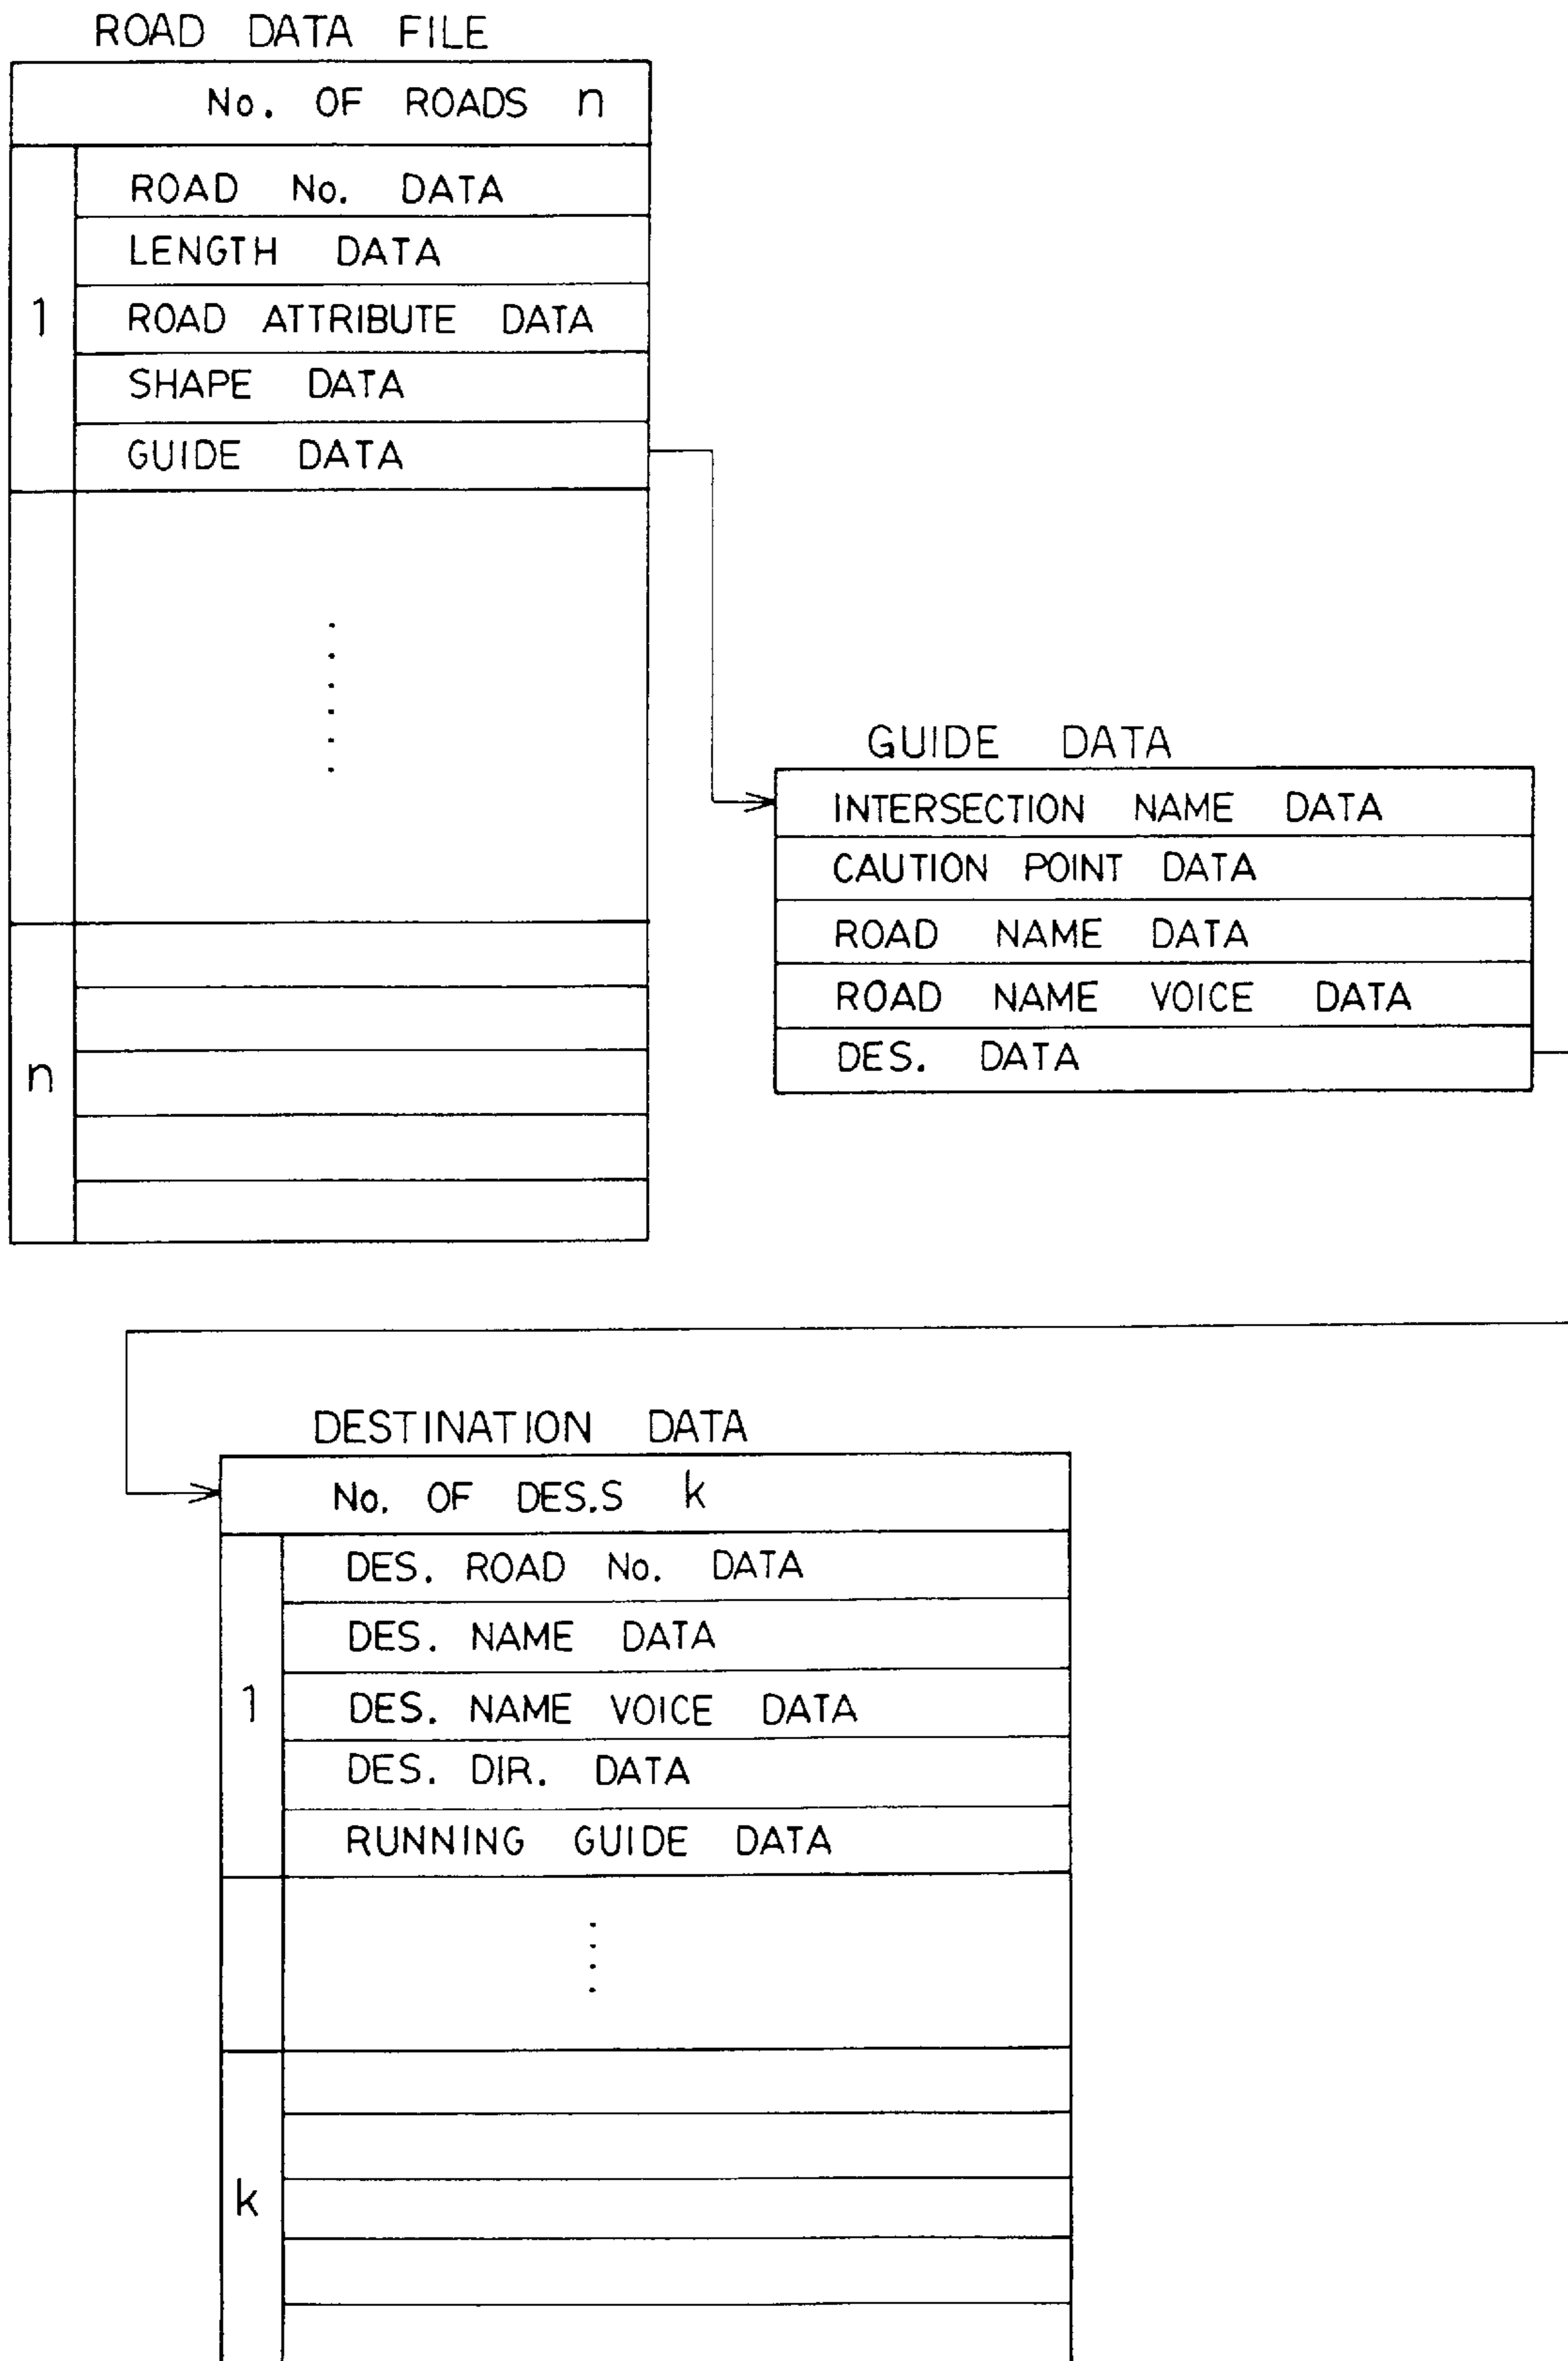 ROAD DATA FILE
No. OF ROADS n
1
ROAD No. DATA
LENGTH DATA
ROAD ATTRIBUTE DATA
SHAPE DATA
GUIDE DATA
n
GUIDE DATA
INTERSECTION NAME DATA
CAUTION POINT DATA
ROAD NAME DATA
ROAD NAME VOICE DATA
DES. DATA
DESTINATION DATA
No. OF DES.S k
1
DES. ROAD No. DATA
DES. NAME DATA
DES. NAME VOICE DATA
DES. DIR. DATA
RUNNING GUIDE DATA
k